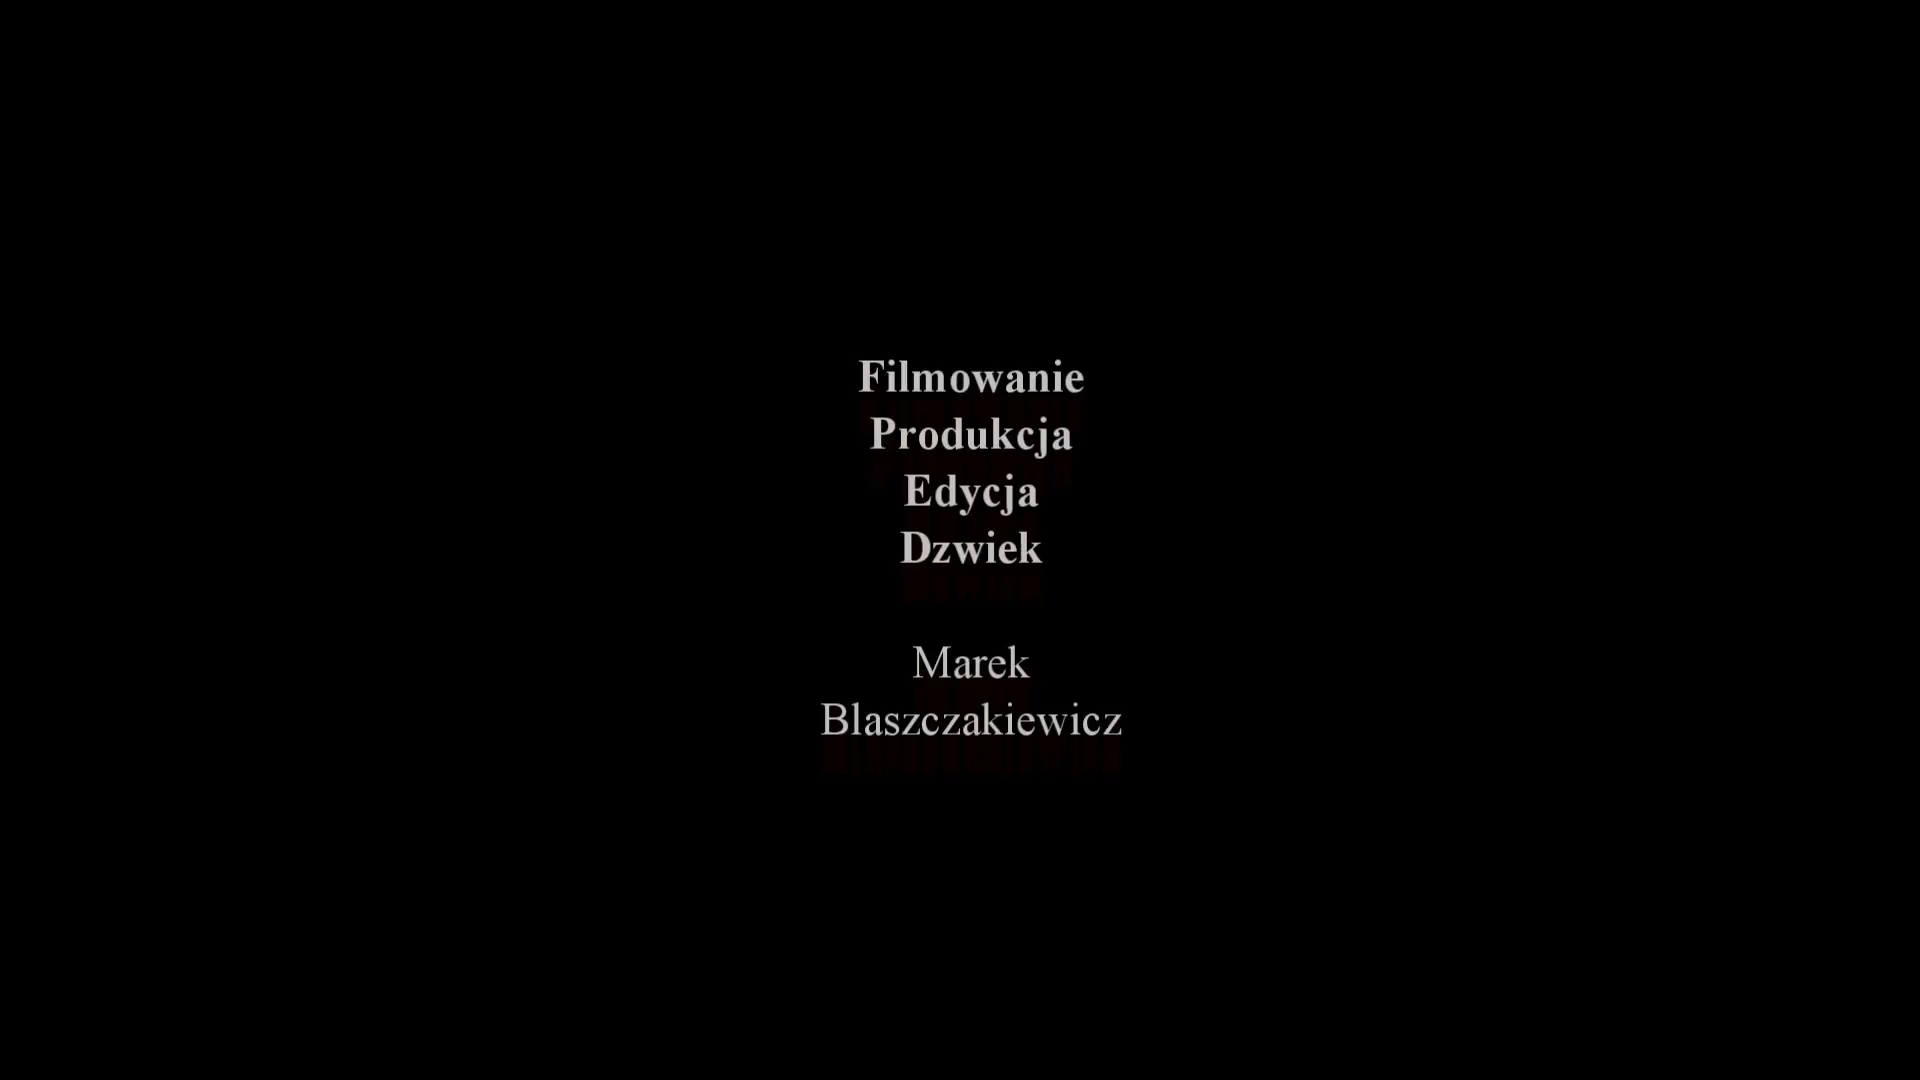 Filmowanie
Produkcja
Edycja
Dzwiek
Marek
Blaszczakiewicz